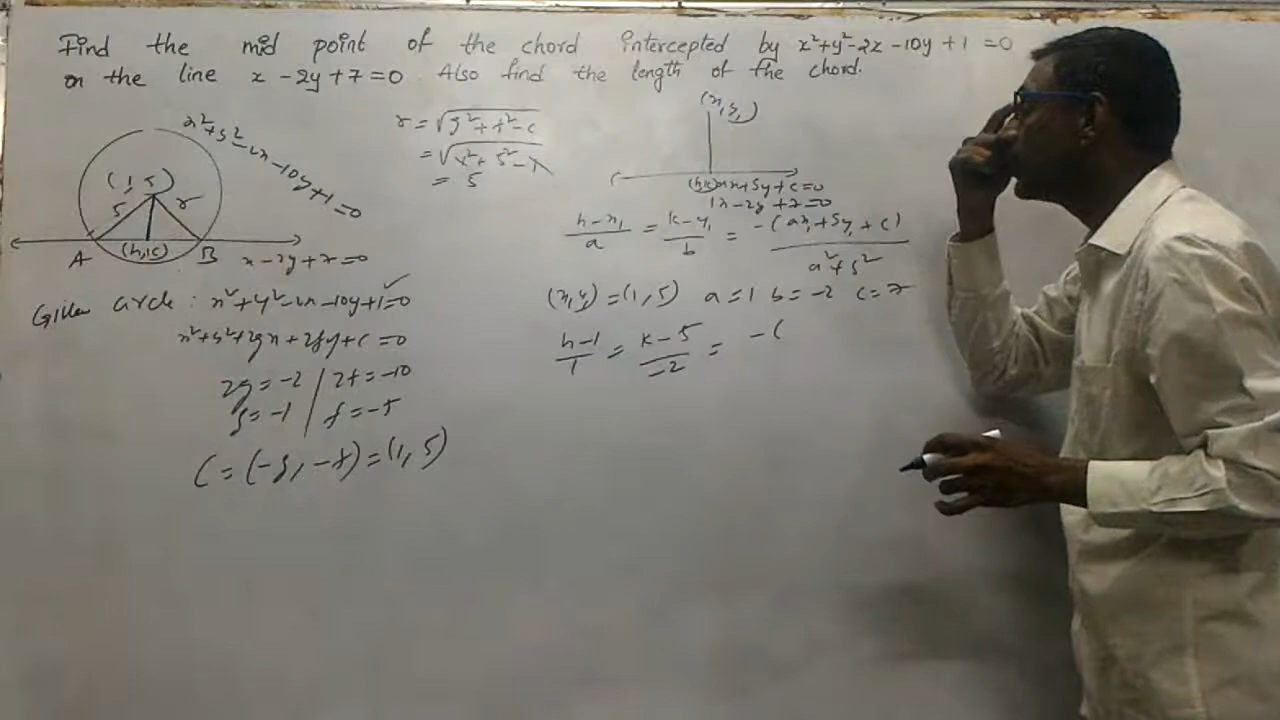 Find the mid point of the chord intercepted by x²+y²-2x-10y+1=0
on the line x-2y+7=0. Also find the length of the chord.
x²+y²-2x-10y+1=0
(1,5)
5 r
(h,k)
A B x-2y+7=0
r=√g²+f²-c
=√1²+5²-1
= 5
(x₁,y₁)
(h,k) ax+by+c=0
1x-2y+7=0
(h-x₁)/a = (k-y₁)/b = -(ax₁+by₁+c)/(a²+b²)
(x₁,y₁)=(1,5) a=1 b=-2 c=7
(h-1)/1 = (k-5)/-2 = -(
Given circle: x²+y²-2x-10y+1=0 ✓
x²+y²+2gx+2fy+c=0
2g=-2 / 2f=-10
g=-1 / f=-5
C=(-g,-f)=(1,5)